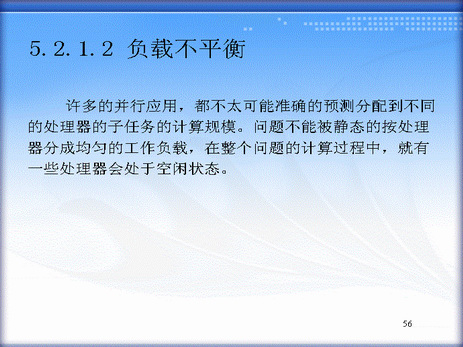 5.2.1.2 负载不平衡
许多的并行应用，都不太可能准确的预测分配到不同
的处理器的子任务的计算规模。问题不能被静态的按处理
器分成均匀的工作负载，在整个问题的计算过程中，就有
一些处理器会处于空闲状态。
56